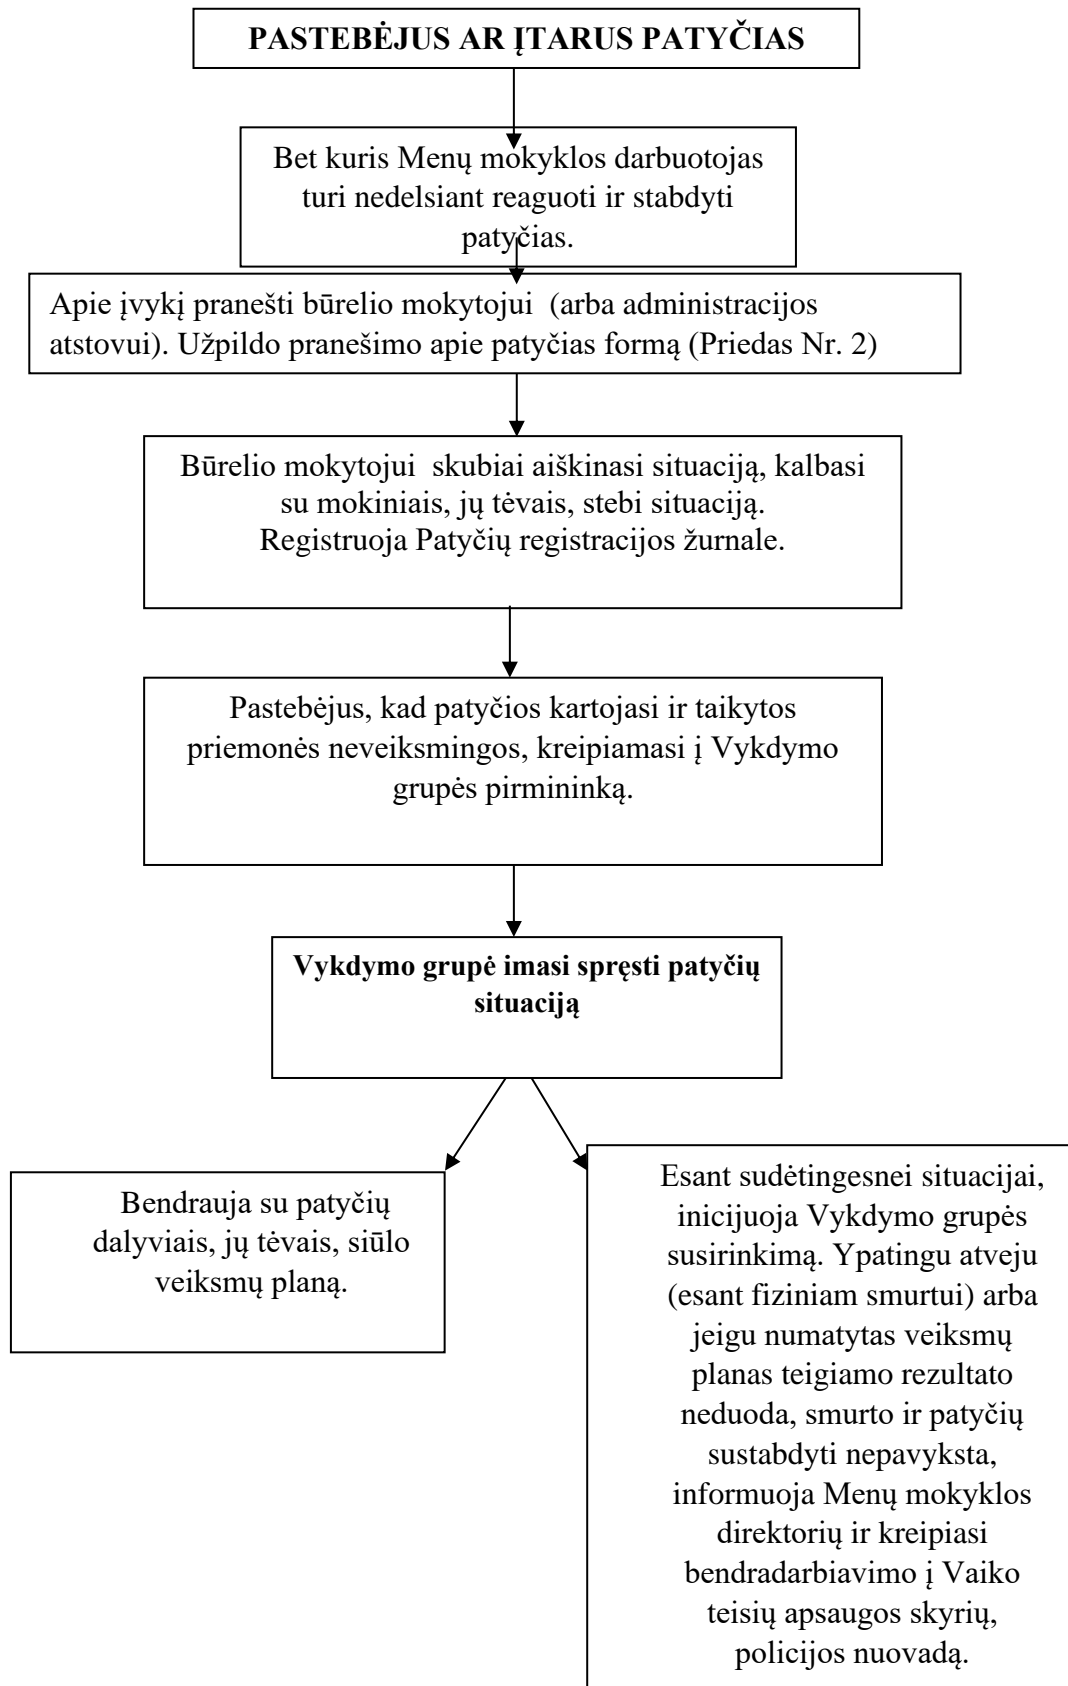 PASTEBĖJUS AR ĮTARUS PATYČIAS
Bet kuris Menų mokyklos darbuotojas
turi nedelsiant reaguoti ir stabdyti
patyčias.
Apie įvykį pranešti būrelio mokytojui  (arba administracijos
atstovui). Užpildo pranešimo apie patyčias formą (Priedas Nr. 2)
Būrelio mokytojui  skubiai aiškinasi situaciją, kalbasi
su mokiniais, jų tėvais, stebi situaciją.
Registruoja Patyčių registracijos žurnale.
Pastebėjus, kad patyčios kartojasi ir taikytos
priemonės neveiksmingos, kreipiamasi į Vykdymo
grupės pirmininką.
Vykdymo grupė imasi spręsti patyčių
situaciją
Bendrauja su patyčių
dalyviais, jų tėvais, siūlo
veiksmų planą.
Esant sudėtingesnei situacijai,
inicijuoja Vykdymo grupės
susirinkimą. Ypatingu atveju
(esant fiziniam smurtui) arba
jeigu numatytas veiksmų
planas teigiamo rezultato
neduoda, smurto ir patyčių
sustabdyti nepavyksta,
informuoja Menų mokyklos
direktorių ir kreipiasi
bendradarbiavimo į Vaiko
teisių apsaugos skyrių,
policijos nuovadą.